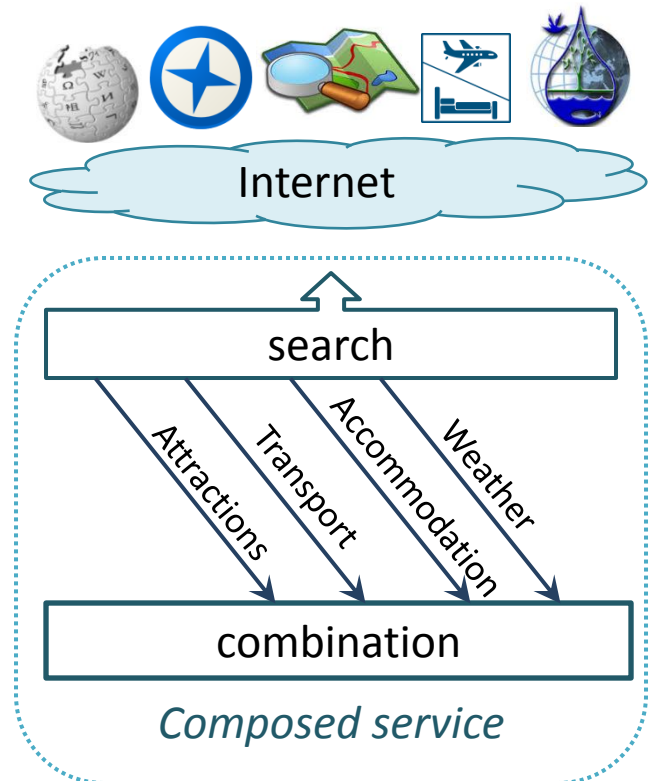 Internet
search
Attractions
Transport
Accommodation
Weather
combination
Composed service